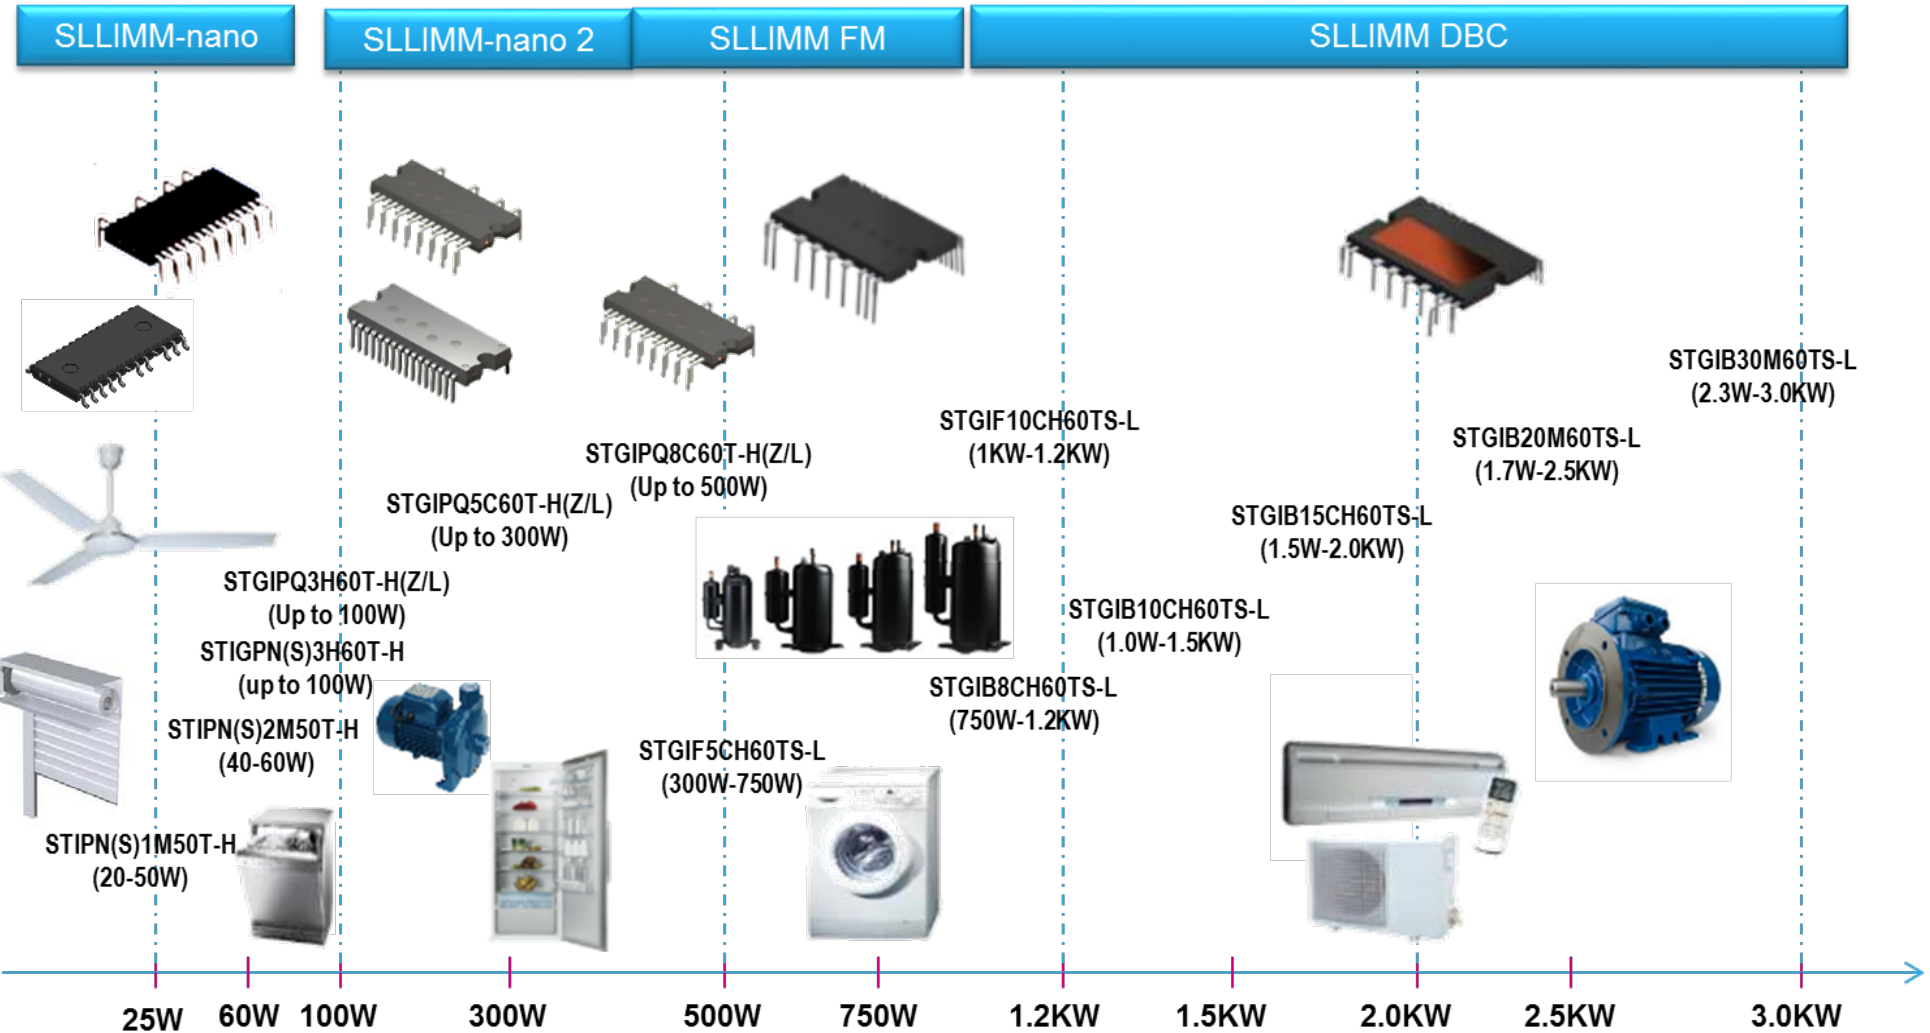 SLLIMM-nano
SLLIMM-nano 2
SLLIMM FM
SLLIMM DBC
STGIB30M60TS-L
(2.3W-3.0KW)
STGIF10CH60TS-L
(1KW-1.2KW)
STGIB20M60TS-L
(1.7W-2.5KW)
STGIPQ8C60T-H(Z/L)
(Up to 500W)
STGIPQ5C60T-H(Z/L)
(Up to 300W)
STGIB15CH60TS-L
(1.5W-2.0KW)
STGIPQ3H60T-H(Z/L)
(Up to 100W)
STGIB10CH60TS-L
(1.0W-1.5KW)
STIGPN(S)3H60T-H
(up to 100W)
STGIB8CH60TS-L
(750W-1.2KW)
STIPN(S)2M50T-H
(40-60W)
STGIF5CH60TS-L
(300W-750W)
STIPN(S)1M50T-H
(20-50W)
25W
60W
100W
300W
500W
750W
1.2KW
1.5KW
2.0KW
2.5KW
3.0KW